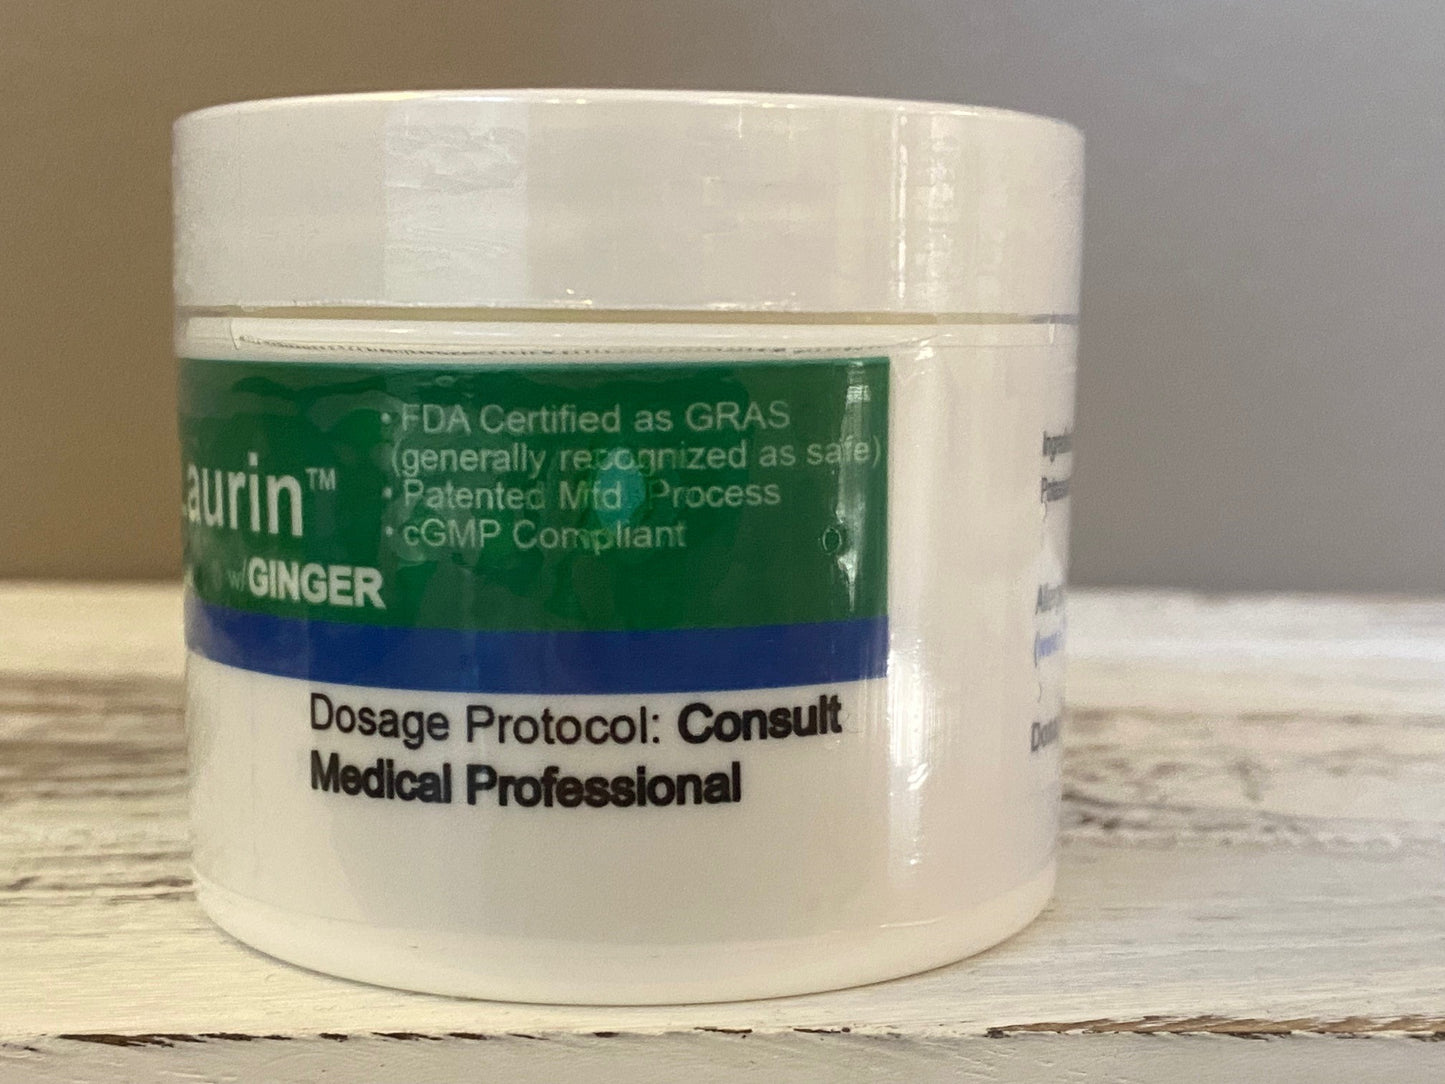 • FDA Certified as GRAS
(generally recognized as safe)
• Patented Mfd Process
• cGMP Compliant
Laurin™
w/GINGER
Dosage Protocol: Consult
Medical Professional